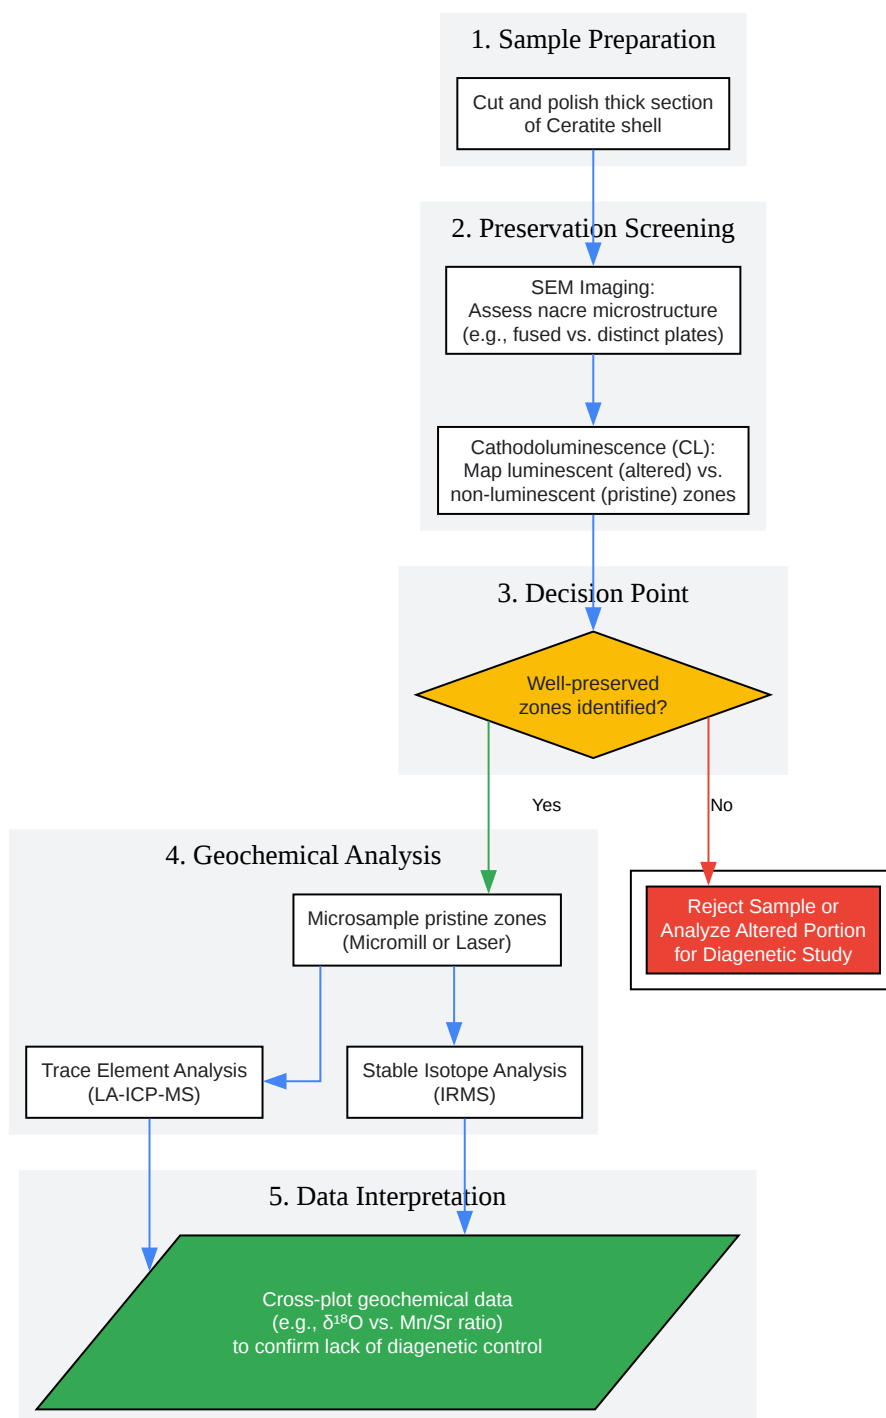 1. Sample Preparation
Cut and polish thick section
of Ceratite shell
2. Preservation Screening
SEM Imaging:
Assess nacre microstructure
(e.g., fused vs. distinct plates)
Cathodoluminescence (CL):
Map luminescent (altered) vs.
non-luminescent (pristine) zones
3. Decision Point
Well-preserved
zones identified?
Yes
No
4. Geochemical Analysis
Microsample pristine zones
(Micromill or Laser)
Reject Sample or
Analyze Altered Portion
for Diagenetic Study
Trace Element Analysis
(LA-ICP-MS)
Stable Isotope Analysis
(IRMS)
5. Data Interpretation
Cross-plot geochemical data
(e.g., δ¹⁸O vs. Mn/Sr ratio)
to confirm lack of diagenetic control